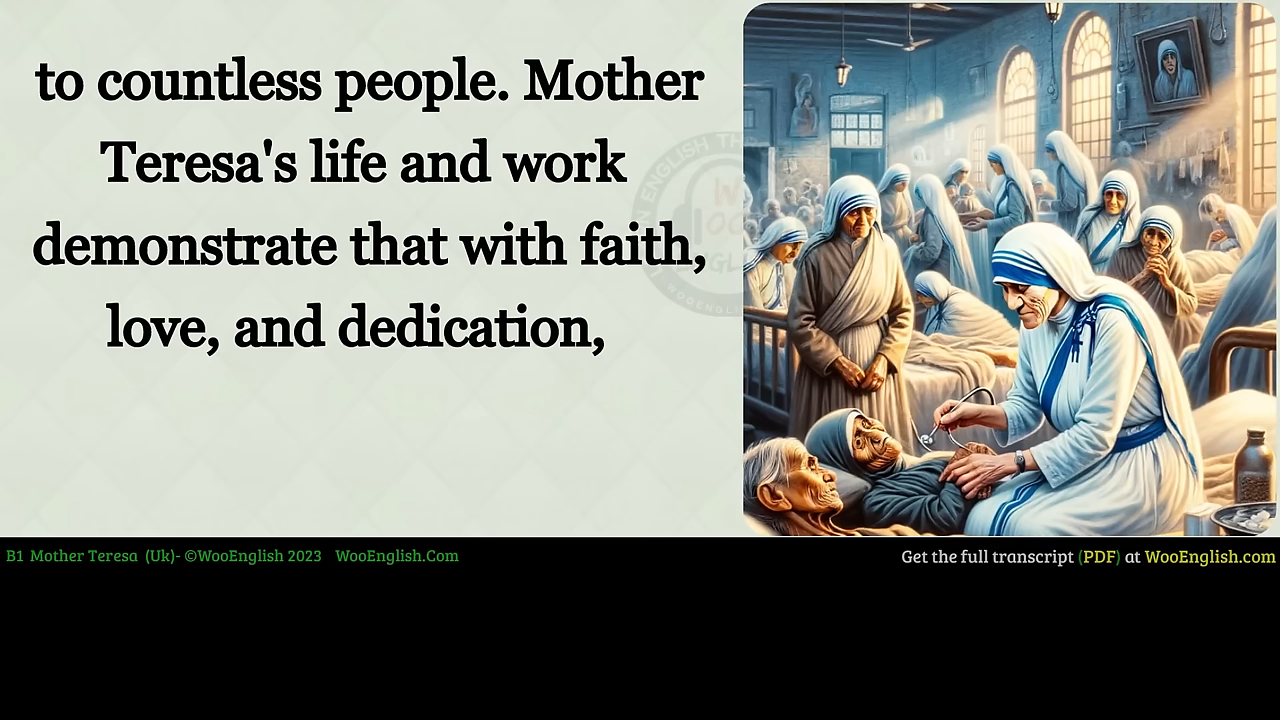 to countless people. Mother
Teresa's life and work
demonstrate that with faith,
love, and dedication,
B1 Mother Teresa (Uk)- ©WooEnglish 2023 WooEnglish.Com
Get the full transcript (PDF) at WooEnglish.com